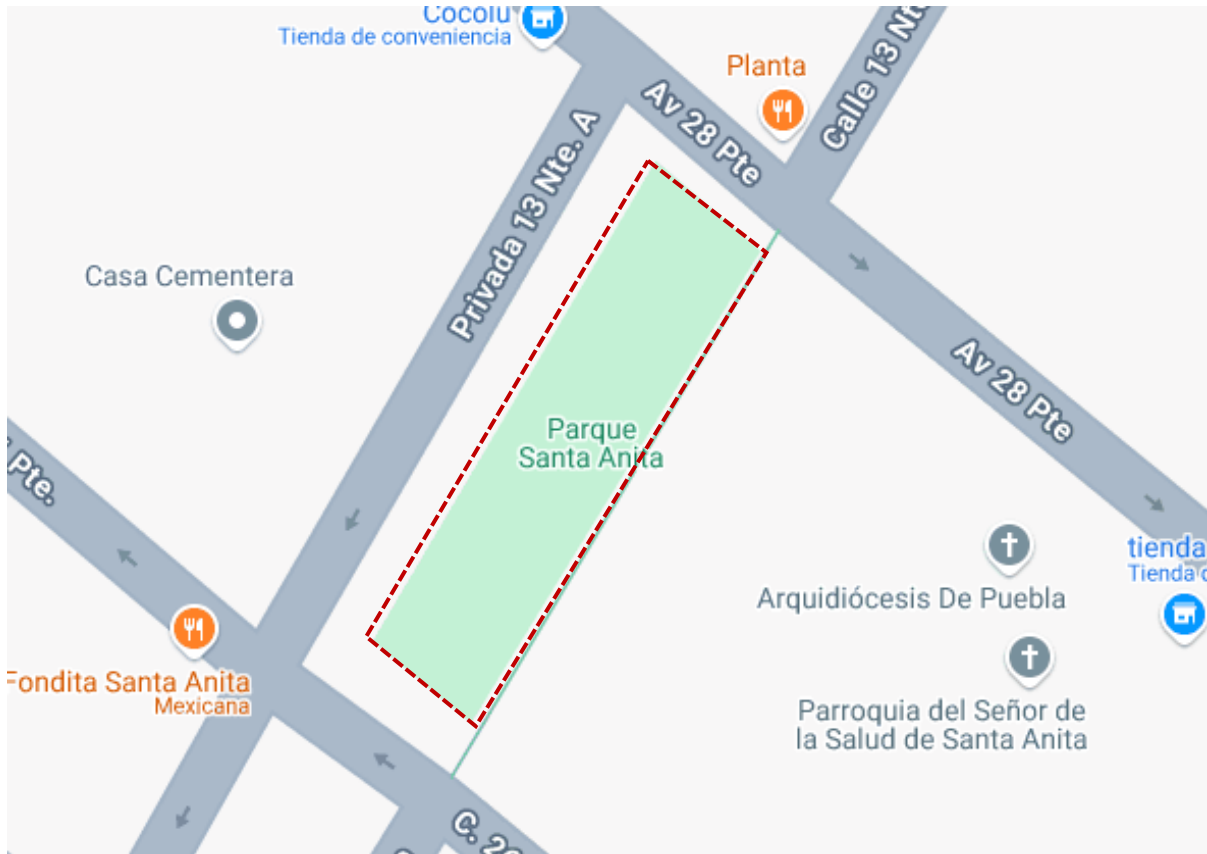 Cocolu
Tienda de conveniencia
Planta
Calle 13 Nte
Av 28 Pte
Privada 13 Nte. A
Casa Cementera
Av 28 Pte
Parque
Santa Anita
Pte.
tienda
Tienda
Arquidiócesis De Puebla
Fondita Santa Anita
Mexicana
Parroquia del Señor de
la Salud de Santa Anita
C.